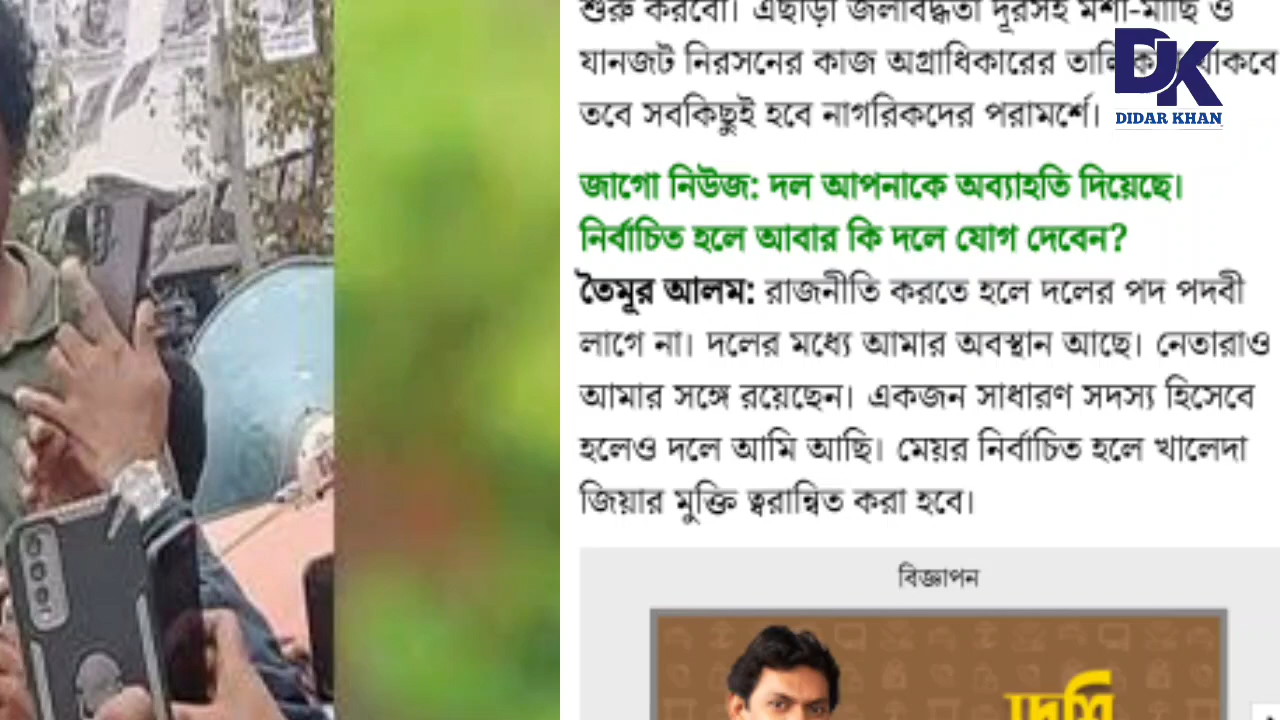 শুরু করবো। এছাড়া জলাবদ্ধতা দূরসহ মশা-মাছি ও
যানজট নিরসনের কাজ অগ্রাধিকারের থাকবে
তবে সবকিছুই হবে নাগরিকদের পরামর্শে।
DK
DIDAR KHAN
জাগো নিউজ: দল আপনাকে অব্যাহতি দিয়েছে।
নির্বাচিত হলে আবার কি দলে যোগ দেবেন?
তৈমূর আলম: রাজনীতি করতে হলে দলের পদ পদবী
লাগে না। দলের মধ্যে আমার অবস্থান আছে। নেতারাও
আমার সঙ্গে রয়েছেন। একজন সাধারণ সদস্য হিসেবে
হলেও দলে আমি আছি। মেয়র নির্বাচিত হলে খালেদা
জিয়ার মুক্তি ত্বরান্বিত করা হবে।
বিজ্ঞাপন
দেশি